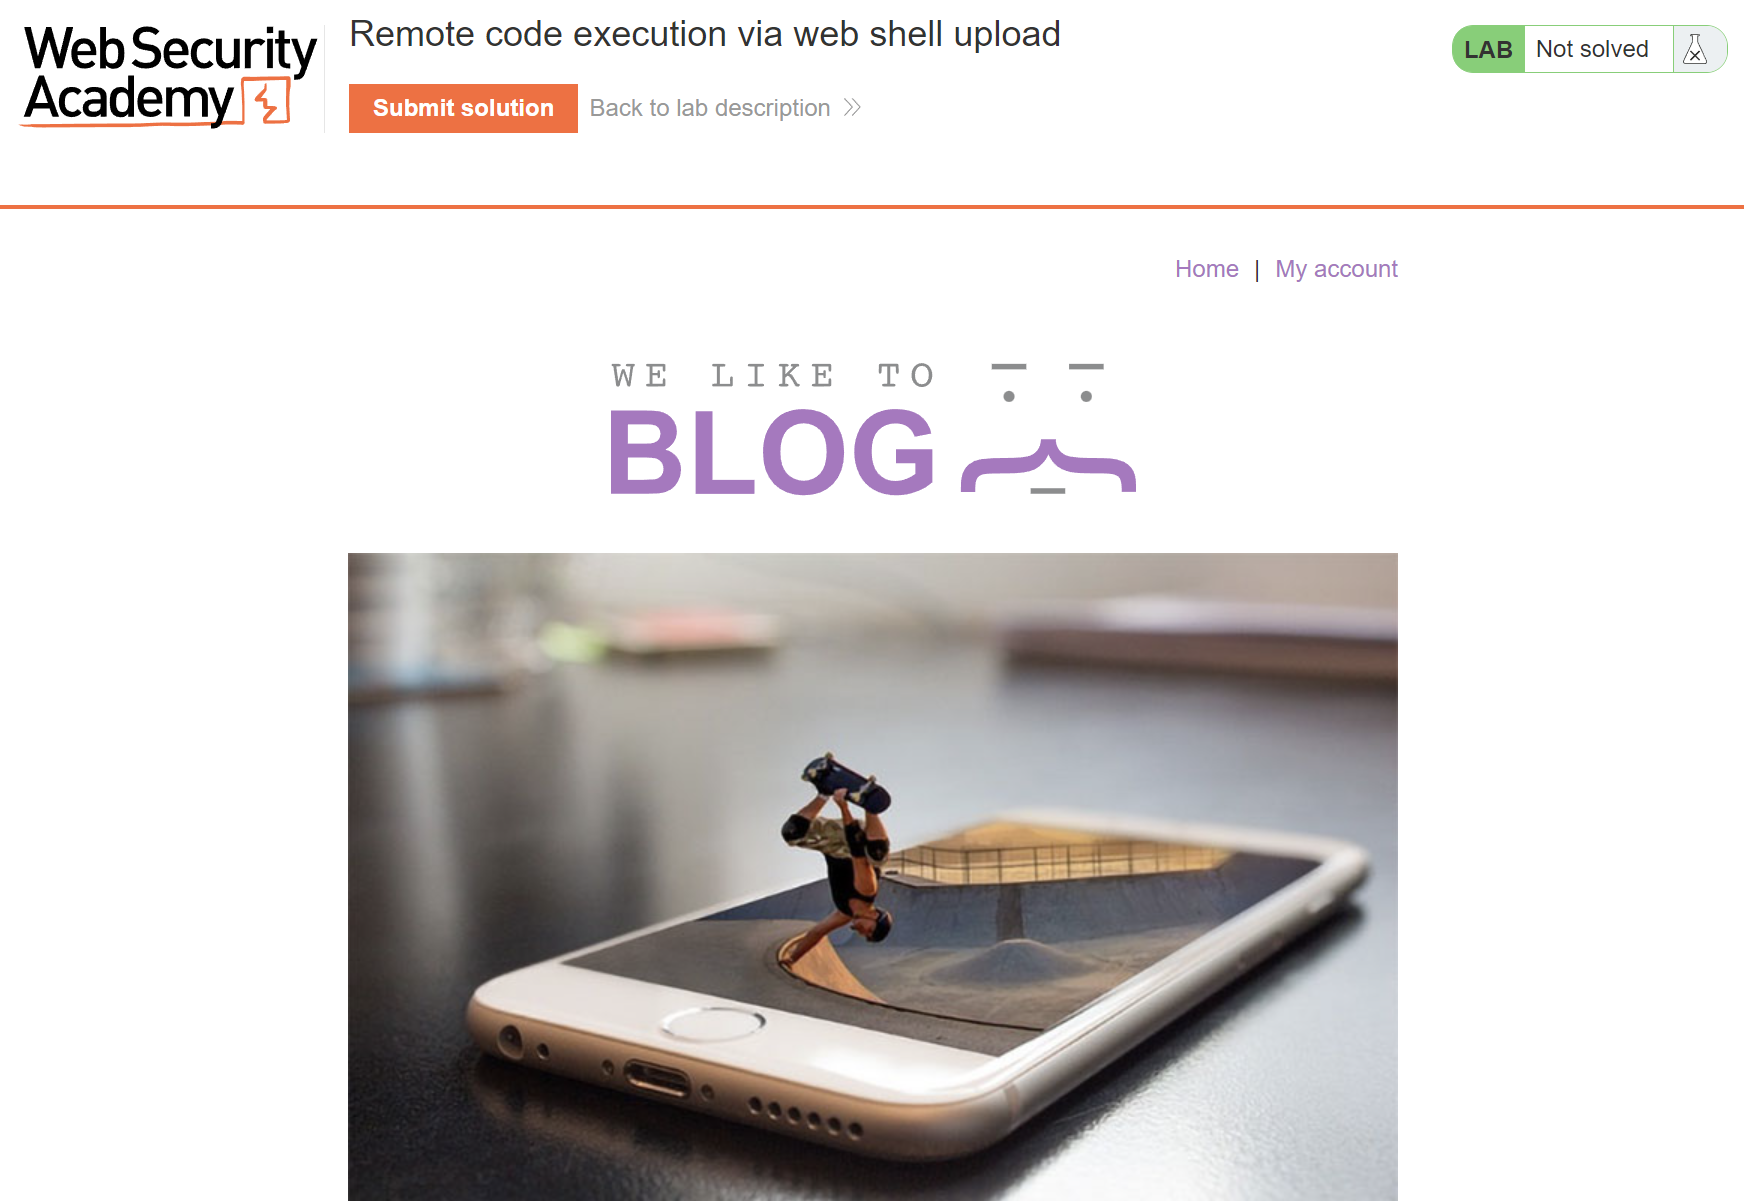 Web Security
Academy
Remote code execution via web shell upload
Submit solution
Back to lab description
LAB
Not solved
Home | My account
WE LIKE TO
BLOG